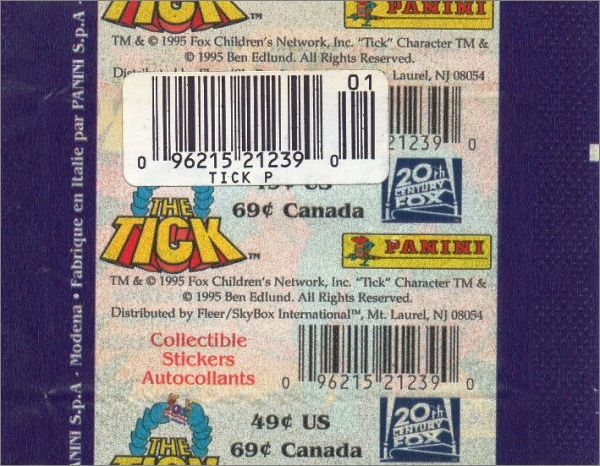 THE
TICK™
PANINI
TM & © 1995 Fox Children's Network, Inc. "Tick" Character TM &
© 1995 Ben Edlund. All Rights Reserved.
Laurel, NJ 08054
01
0 96215 21239 0
TICK P
21239 0
49¢ US
69¢ Canada
20th
CENTURY
FOX
THE
TICK™
PANINI
TM & © 1995 Fox Children's Network, Inc. "Tick" Character TM &
© 1995 Ben Edlund. All Rights Reserved.
Distributed by Fleer/SkyBox International™, Mt. Laurel, NJ 08054
Collectible
Stickers
Autocollants
0 96215 21239 0
49¢ US
69¢ Canada
20th
CENTURY
FOX
THE
TICK
PANINI S.p.A - Modena • Fabrique en Italie par PANINI S.p.A -